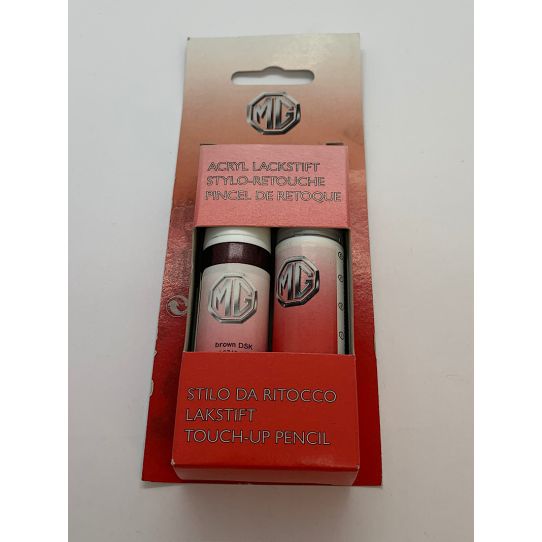 MG
ACRYL LACKSTIFT
STYLO-RETOUCHE
PINCEL DE RETOQUE
MG
MG
brown DSK
STILO DA RITOCCO
LAKSTIFT
TOUCH-UP PENCIL